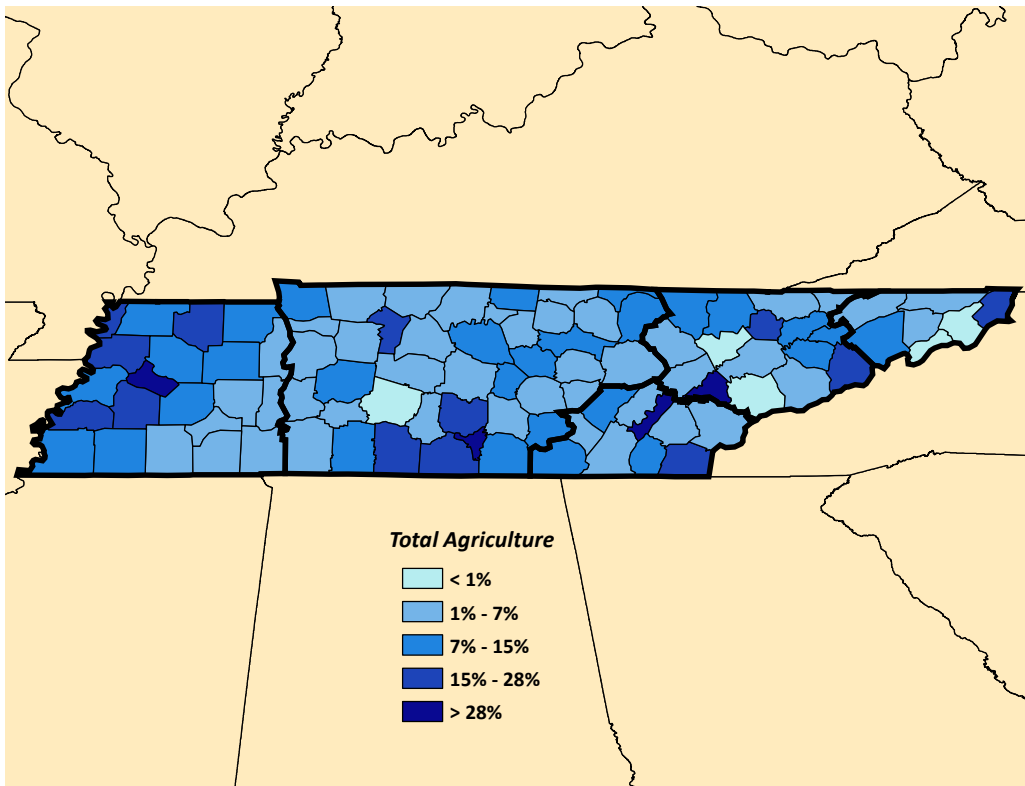 Total Agriculture
< 1%
1% - 7%
7% - 15%
15% - 28%
> 28%